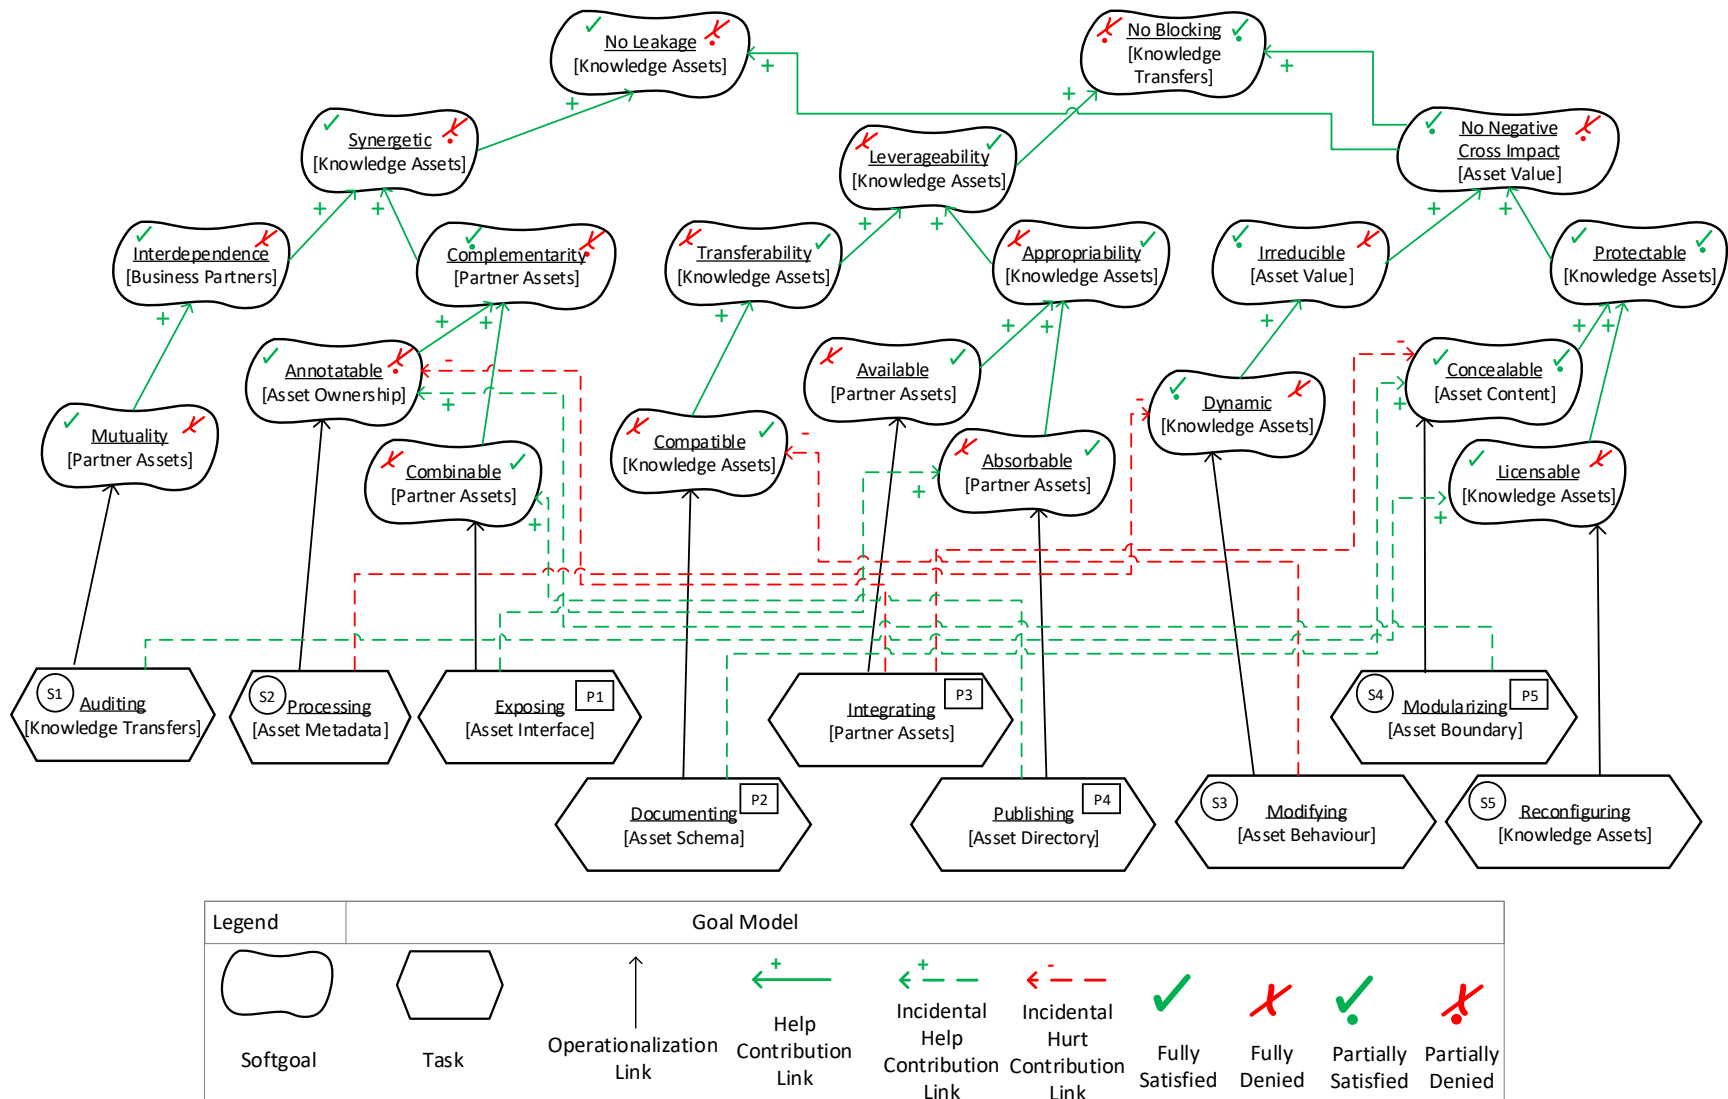 No Leakage
[Knowledge Assets]
No Blocking
[Knowledge
Transfers]
+
+
+
+
Synergetic
[Knowledge Assets]
Leverageability
[Knowledge Assets]
No Negative
Cross Impact
[Asset Value]
+
+
+
+
+
+
Interdependence
[Business Partners]
Complementarity
[Partner Assets]
Transferability
[Knowledge Assets]
Appropriability
[Knowledge Assets]
Irreducible
[Asset Value]
Protectable
[Knowledge Assets]
+
+
+
+
+
+
+
+
+
Annotatable
[Asset Ownership]
-
+
Available
[Partner Assets]
Dynamic
[Knowledge Assets]
-
Concealable
[Asset Content]
-
+
Mutuality
[Partner Assets]
Combinable
[Partner Assets]
+
Compatible
[Knowledge Assets]
-
Absorbable
[Partner Assets]
+
Licensable
[Knowledge Assets]
+
S1
Auditing
[Knowledge Transfers]
S2
Processing
[Asset Metadata]
P1
Exposing
[Asset Interface]
P3
Integrating
[Partner Assets]
S4
P5
Modularizing
[Asset Boundary]
P2
Documenting
[Asset Schema]
P4
Publishing
[Asset Directory]
S3
Modifying
[Asset Behaviour]
S5
Reconfiguring
[Knowledge Assets]
Legend
Goal Model
Softgoal
Task
Operationalization
Link
+
Help
Contribution
Link
+
Incidental
Help
Contribution
Link
-
Incidental
Hurt
Contribution
Link
Fully
Satisfied
Fully
Denied
Partially
Satisfied
Partially
Denied